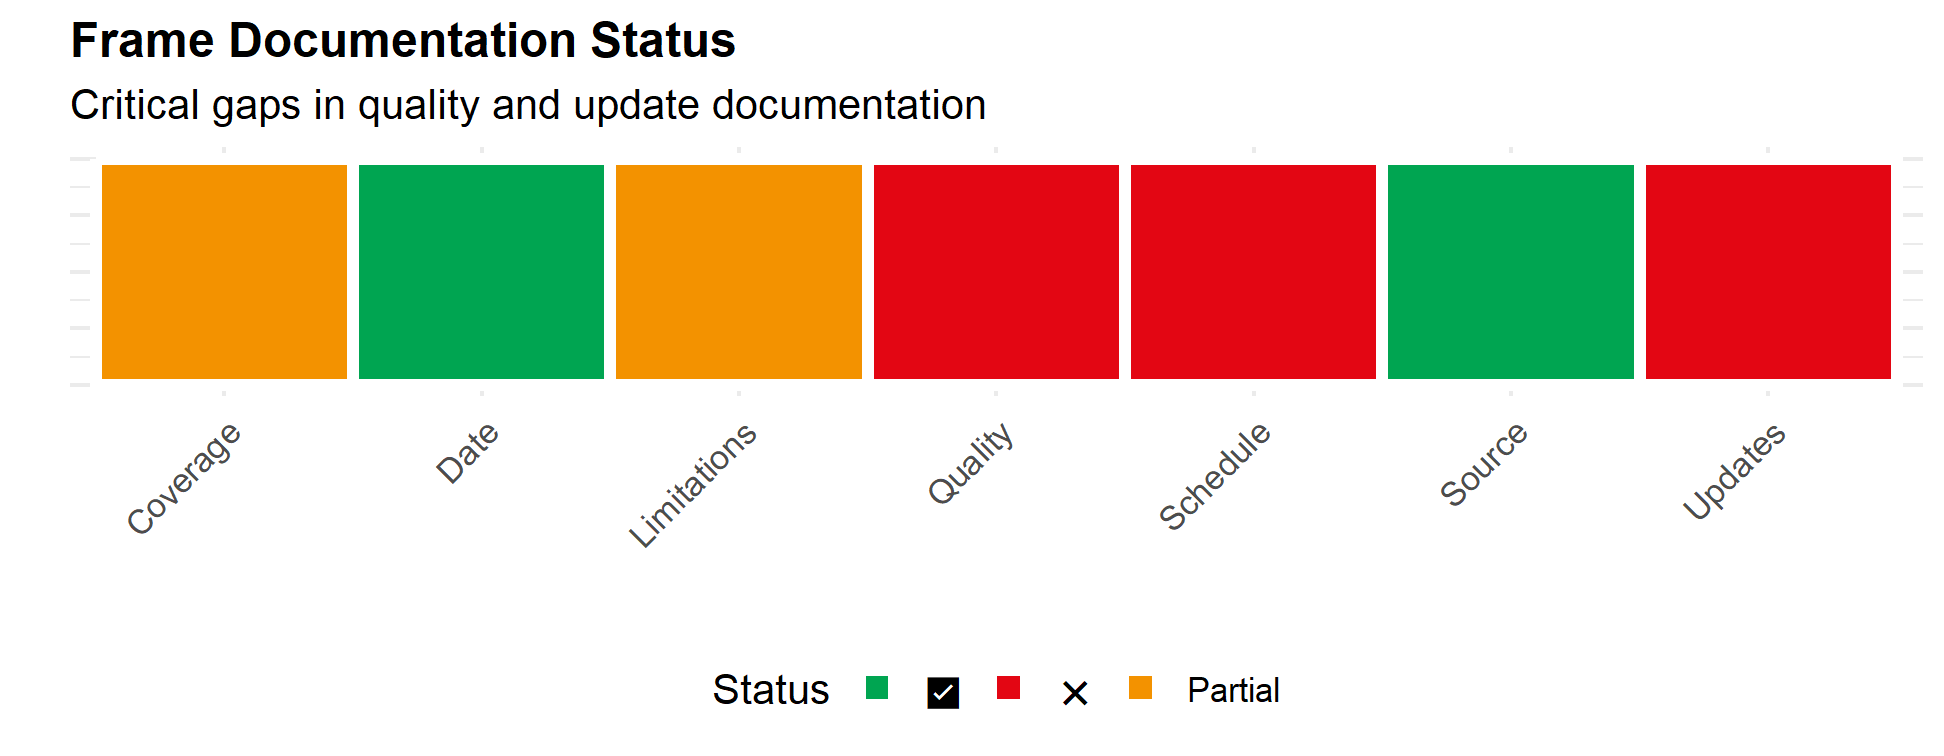 Frame Documentation Status
Critical gaps in quality and update documentation
Coverage
Date
Limitations
Quality
Schedule
Source
Updates
Status ✅ ✕ Partial